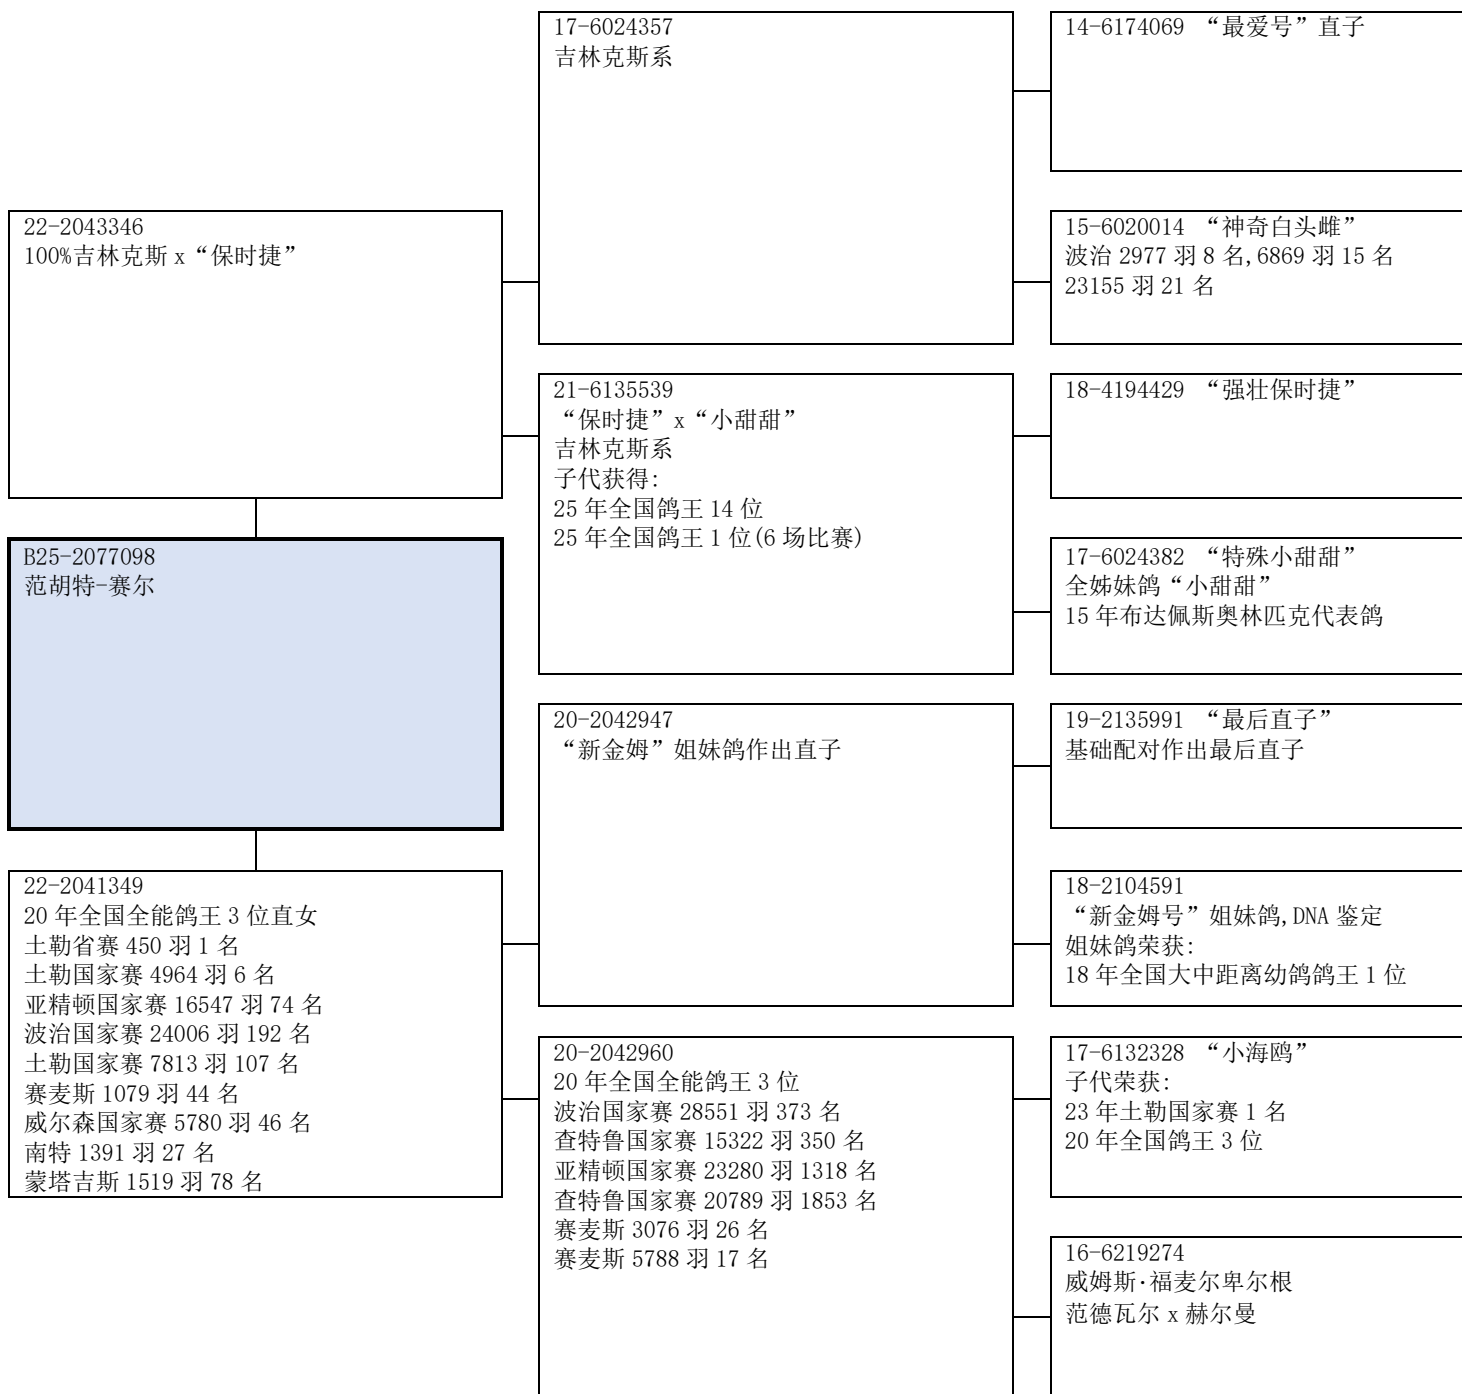 17-6024357
吉林克斯系
14-6174069 “最爱号”直子
22-2043346
100%吉林克斯 x“保时捷”
15-6020014 “神奇白头雌”
波治 2977 羽 8 名,6869 羽 15 名
23155 羽 21 名
21-6135539
“保时捷”x“小甜甜”
吉林克斯系
子代获得:
25 年全国鸽王 14 位
25 年全国鸽王 1 位(6 场比赛)
18-4194429 “强壮保时捷”
B25-2077098
范胡特-赛尔
17-6024382 “特殊小甜甜”
全姊妹鸽“小甜甜”
15 年布达佩斯奥林匹克代表鸽
20-2042947
“新金姆”姐妹鸽作出直子
19-2135991 “最后直子”
基础配对作出最后直子
22-2041349
20 年全国全能鸽王 3 位直女
土勒省赛 450 羽 1 名
土勒国家赛 4964 羽 6 名
亚精顿国家赛 16547 羽 74 名
波治国家赛 24006 羽 192 名
土勒国家赛 7813 羽 107 名
赛麦斯 1079 羽 44 名
威尔森国家赛 5780 羽 46 名
南特 1391 羽 27 名
蒙塔吉斯 1519 羽 78 名
18-2104591
“新金姆号”姐妹鸽,DNA 鉴定
姐妹鸽荣获:
18 年全国大中距离幼鸽鸽王 1 位
20-2042960
20 年全国全能鸽王 3 位
波治国家赛 28551 羽 373 名
查特鲁国家赛 15322 羽 350 名
亚精顿国家赛 23280 羽 1318 名
查特鲁国家赛 20789 羽 1853 名
赛麦斯 3076 羽 26 名
赛麦斯 5788 羽 17 名
17-6132328 “小海鸥”
子代荣获:
23 年土勒国家赛 1 名
20 年全国鸽王 3 位
16-6219274
威姆斯·福麦尔卑尔根
范德瓦尔 x 赫尔曼